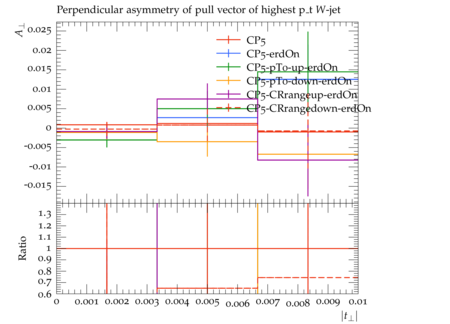 Perpendicular asymmetry of pull vector of highest p_t W-jet
A⊥
0.025
0.02
0.015
0.01
0.005
0
-0.005
-0.01
-0.015
CP5
CP5-erdOn
CP5-pTo-up-erdOn
CP5-pTo-down-erdOn
CP5-CRrangeup-erdOn
CP5-CRrangedown-erdOn
Ratio
1.3
1.2
1.1
1
0.9
0.8
0.7
0.6
0 0.001 0.002 0.003 0.004 0.005 0.006 0.007 0.008 0.009 0.01
|t⊥|